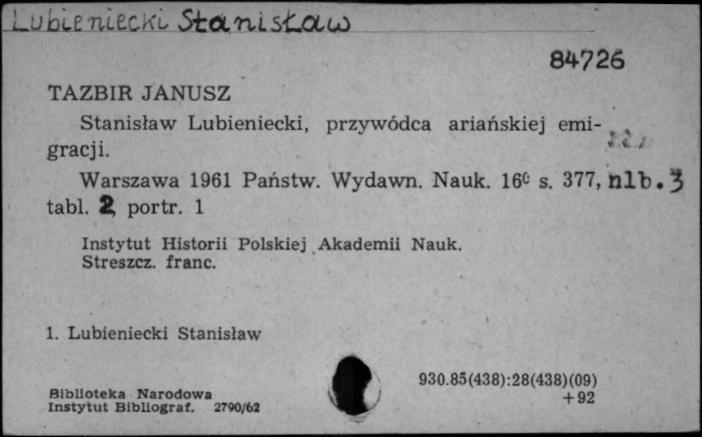 Lubieniecki Stanisław
84726
TAZBIR JANUSZ
Stanisław Lubieniecki, przywódca ariańskiej emi-
gracji.
Warszawa 1961 Państw. Wydawn. Nauk. 16° s. 377, nlb. 3
tabl. 2, portr. 1
Instytut Historii Polskiej Akademii Nauk.
Streszcz. franc.
1. Lubieniecki Stanisław
930.85(438):28(438)(09)
+92
Biblioteka Narodowa
Instytut Bibliograf. 2790/62